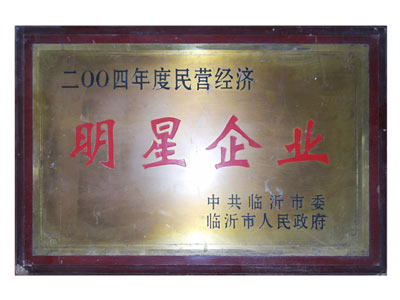 二〇〇四年度民营经济
明星企业
中共临沂市委
临沂市人民政府